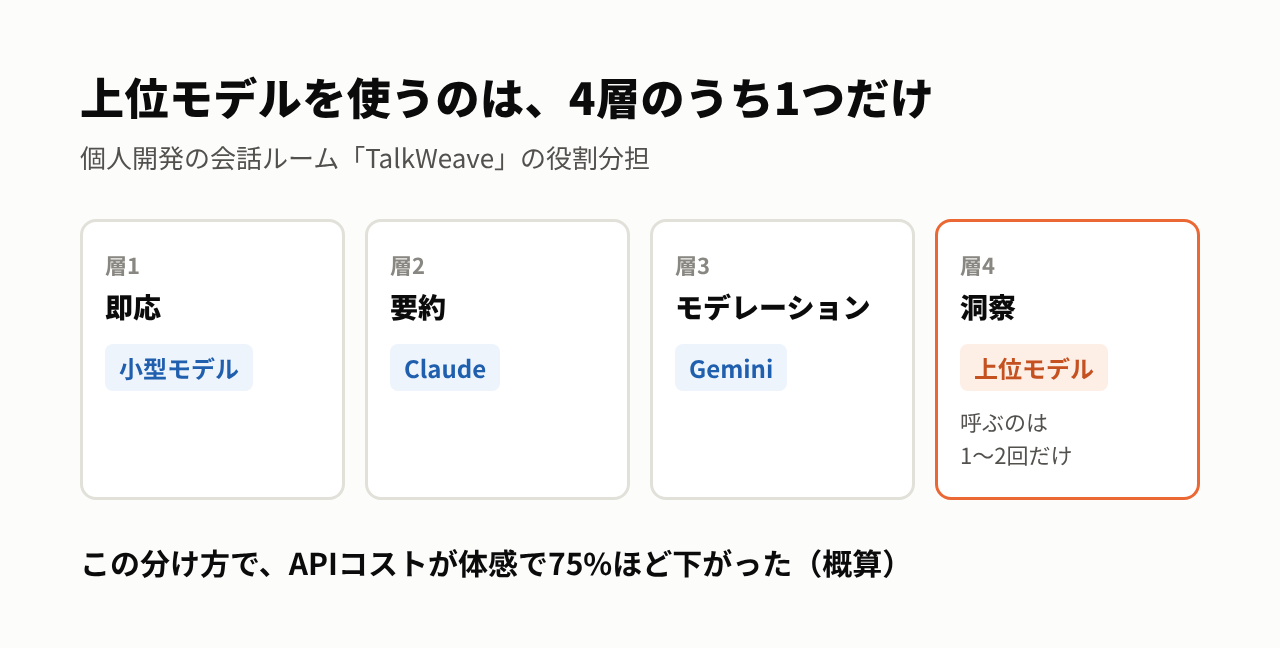 上位モデルを使うのは、4層のうち1つだけ
個人開発の会話ルーム「TalkWeave」の役割分担
層1
即応
小型モデル
層2
要約
Claude
層3
モデレーション
Gemini
層4
洞察
上位モデル
呼ぶのは
1〜2回だけ
この分け方で、APIコストが体感で75%ほど下がった（概算）